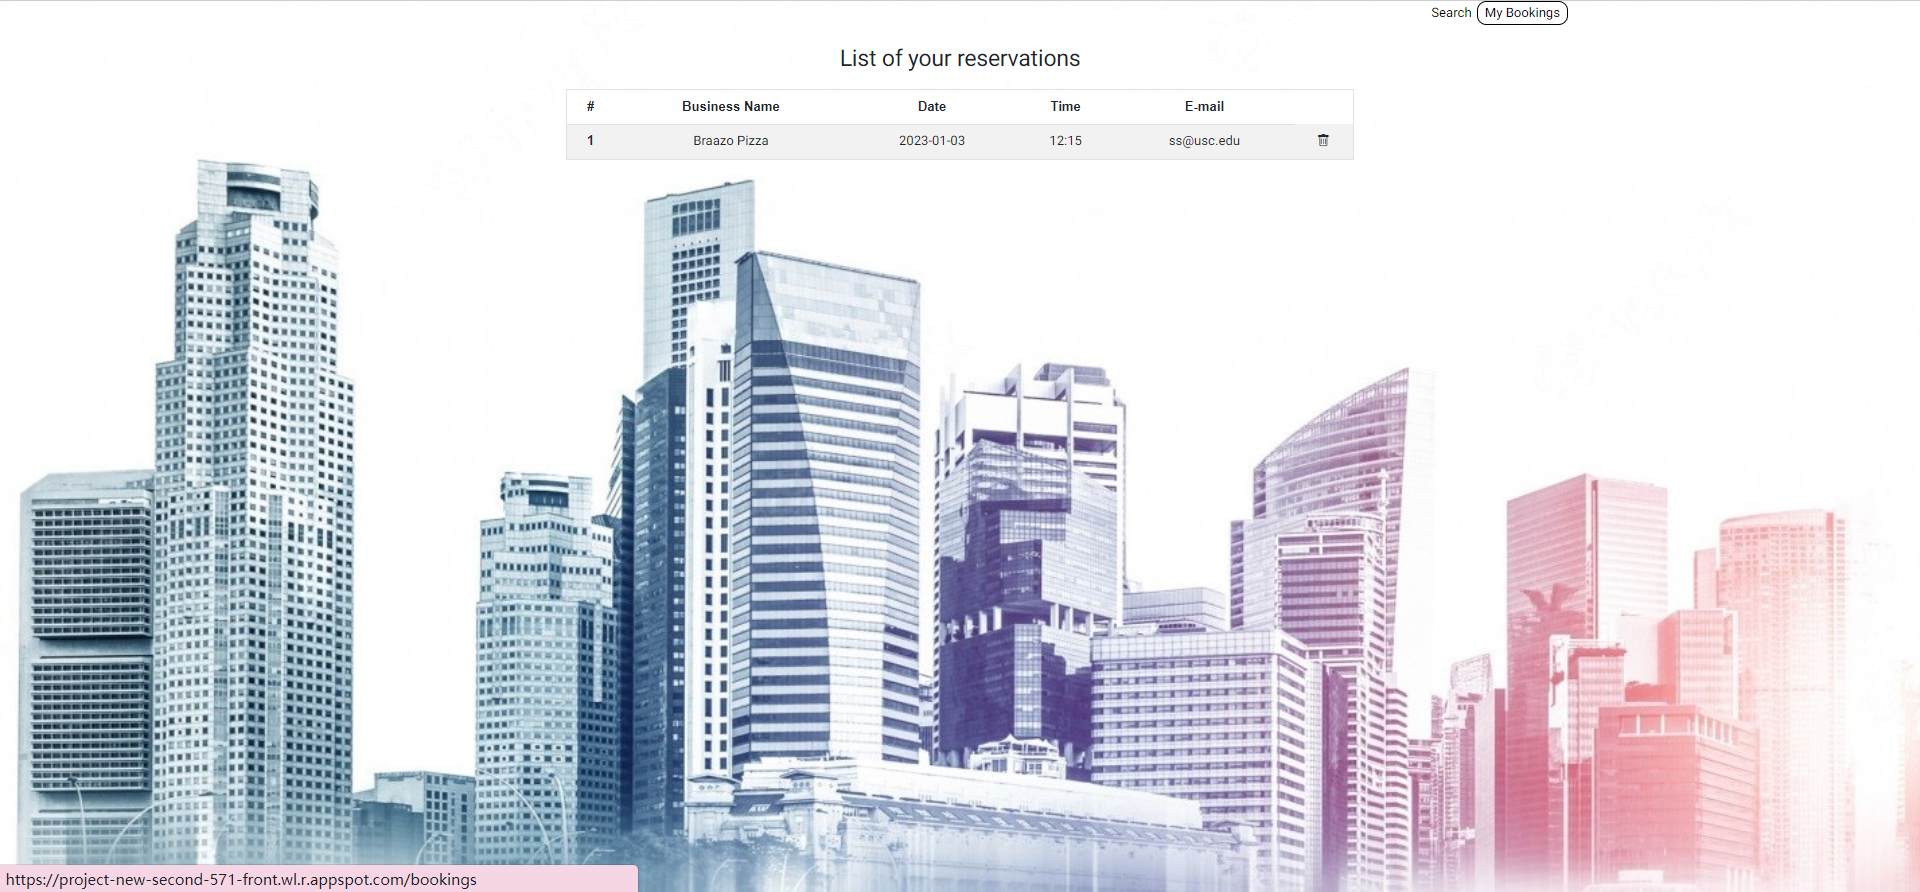 Search My Bookings
List of your reservations
# Business Name Date Time E-mail
1 Braazo Pizza 2023-01-03 12:15 ss@usc.edu
https://project-new-second-571-front.wl.r.appspot.com/bookings